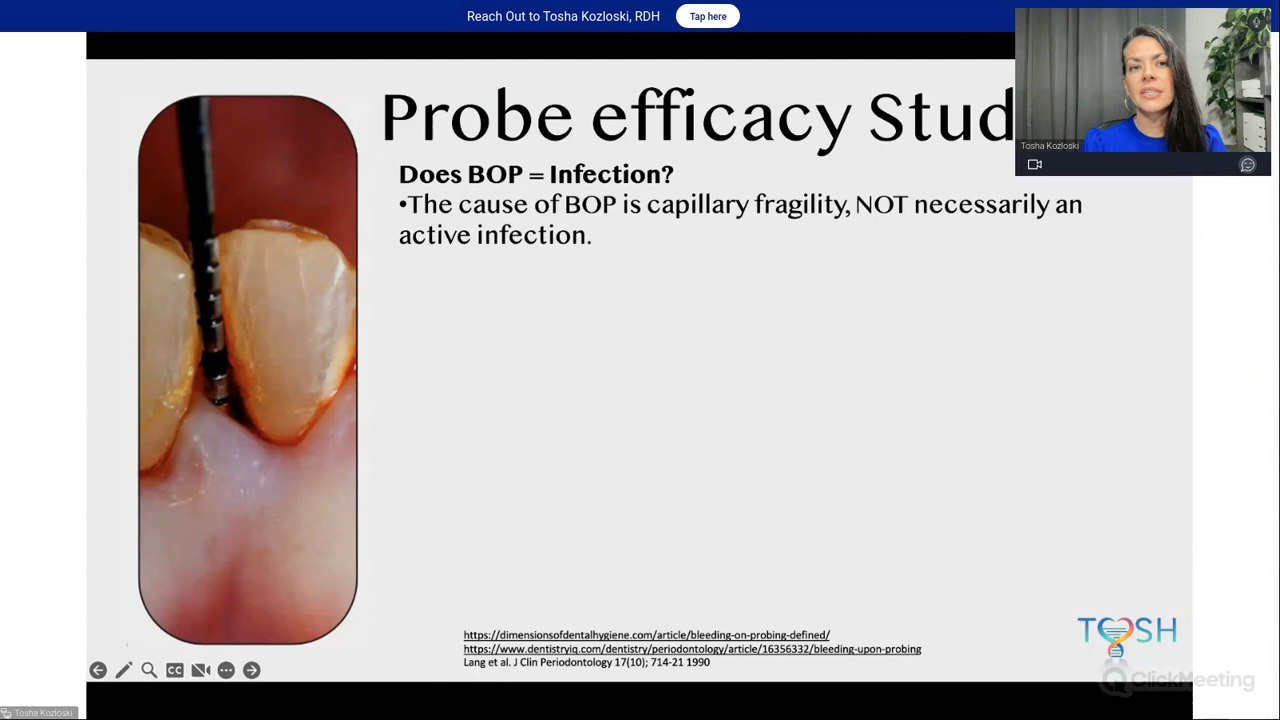 Reach Out to Tosha Kozloski, RDH
Tap here
Probe efficacy Stud
Tosha Kozloski
Does BOP = Infection?
•The cause of BOP is capillary fragility, NOT necessarily an
active infection.
https://dimensionsofdentalhygiene.com/article/bleeding-on-probing-defined/
https://www.dentistryiq.com/dentistry/periodontology/article/16356332/bleeding-upon-probing
Lang et al. J Clin Periodontology 17(10); 714-21 1990
TOSH
CC
ClickMeeting
Tosha Kozloski